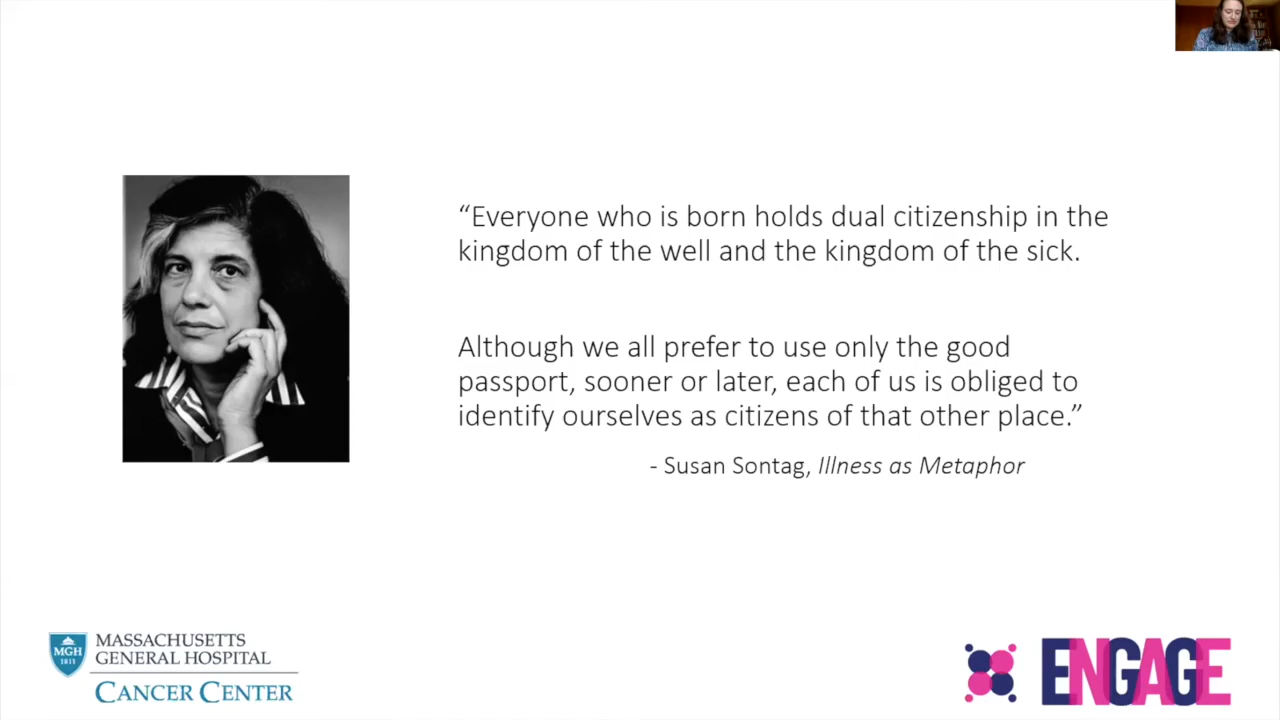 “Everyone who is born holds dual citizenship in the
kingdom of the well and the kingdom of the sick.
Although we all prefer to use only the good
passport, sooner or later, each of us is obliged to
identify ourselves as citizens of that other place.”
- Susan Sontag, Illness as Metaphor
MGH
1811
MASSACHUSETTS
GENERAL HOSPITAL
CANCER CENTER
ENGAGE